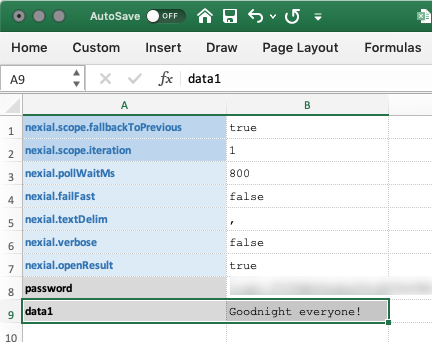 AutoSave OFF
Home Custom Insert Draw Page Layout Formulas
A9 fx data1
A B
1 nexial.scope.fallbackToPrevious true
2 nexial.scope.iteration 1
3 nexial.pollWaitMs 800
4 nexial.failFast false
5 nexial.textDelim ,
6 nexial.verbose false
7 nexial.openResult true
8 password
9 data1 Goodnight everyone!
10